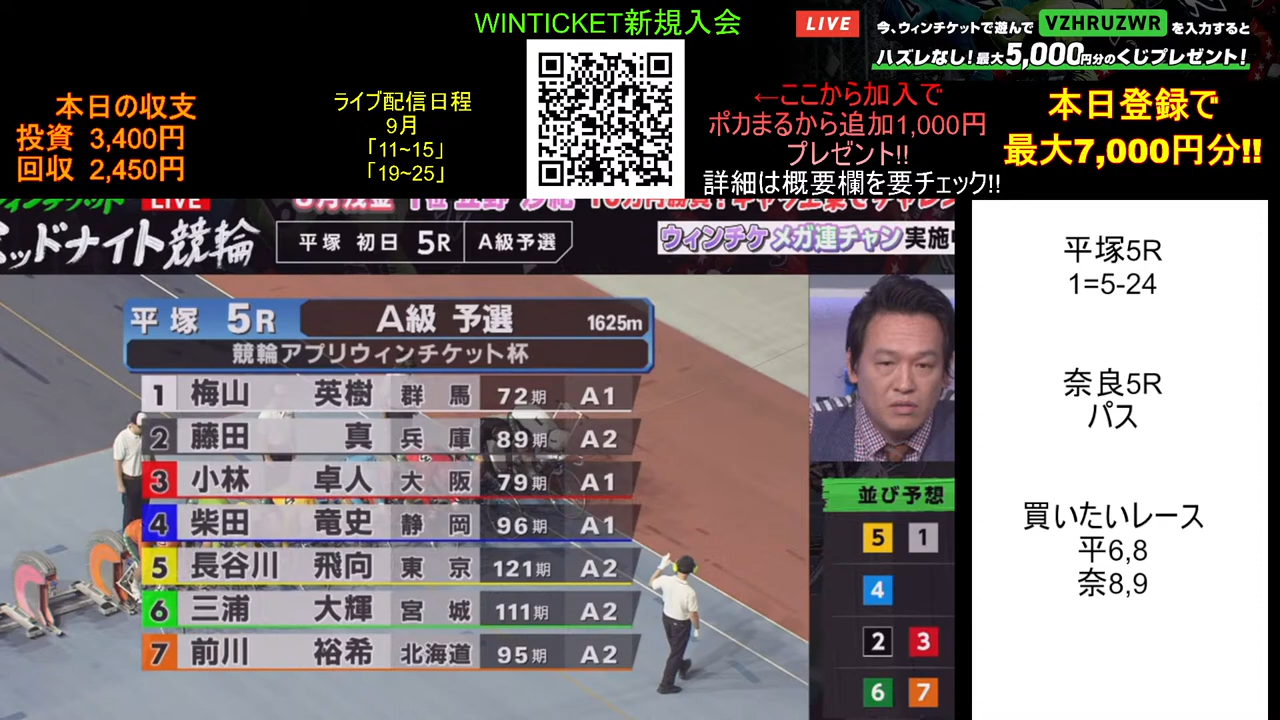 WINTICKET新規入会
LIVE
今、ウィンチケットで遊んで VZHRUZWR を入力すると
ハズレなし!最大5,000円分のくじプレゼント!
本日の収支
投資 3,400円
回収 2,450円
ライブ配信日程
9月
「11~15」
「19~25」
←ここから加入で
ポカまるから追加1,000円
プレゼント!!
詳細は概要欄を要チェック!!
本日登録で
最大7,000円分!!
ウィンチケット LIVE
ミッドナイト競輪
平塚 初日 5R A級予選
ウィンチケメガ連チャン実施中
平塚 5R A級 予選 1625m
競輪アプリウィンチケット杯
1 梅山 英樹 群馬 72期 A1
2 藤田 真 兵庫 89期 A2
3 小林 卓人 大阪 79期 A1
4 柴田 竜史 静岡 96期 A1
5 長谷川 飛向 東京 121期 A2
6 三浦 大輝 宮城 111期 A2
7 前川 裕希 北海道 95期 A2
並び予想
5 1
4
2 3
6 7
平塚5R
1=5-24
奈良5R
パス
買いたいレース
平6,8
奈8,9